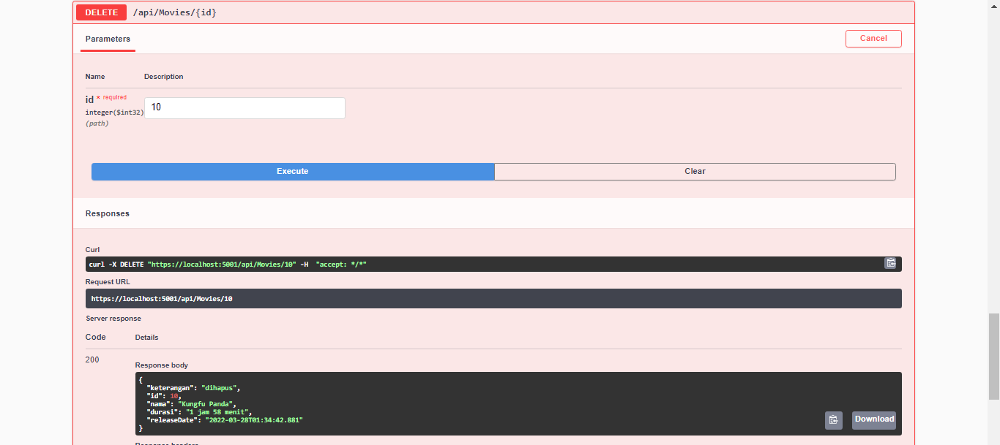 DELETE /api/Movies/{id}
Parameters
Cancel
Name Description
id * required
10
integer($int32)
(path)
Execute Clear
Responses
Curl
curl -X DELETE "https://localhost:5001/api/Movies/10" -H  "accept: */*"
Request URL
https://localhost:5001/api/Movies/10
Server response
Code Details
200
Response body
{
  "keterangan": "dihapus",
  "id": 10,
  "nama": "Kungfu Panda",
  "durasi": "1 jam 58 menit",
  "releaseDate": "2022-03-28T01:34:42.881"
}
Download
Response headers